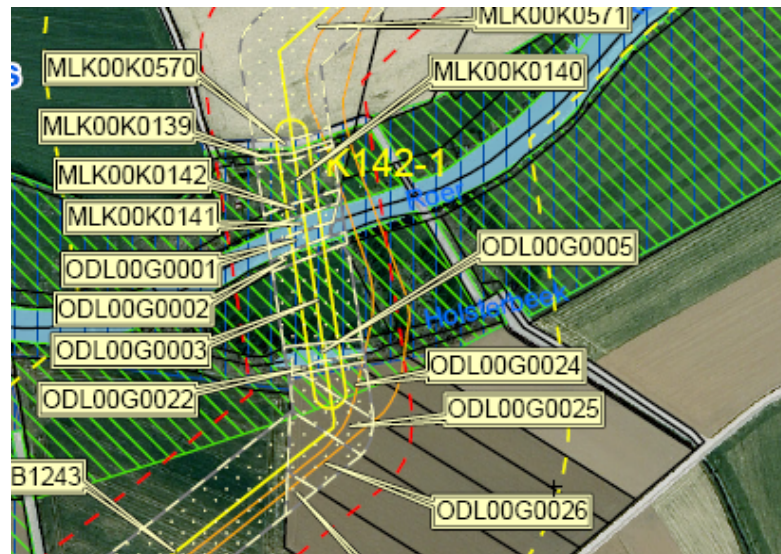 MLK00K0571
MLK00K0570
MLK00K0140
MLK00K0139
K142-1
MLK00K0142
Roer
MLK00K0141
ODL00G0005
ODL00G0001
ODL00G0002
Holsterbeek
ODL00G0003
ODL00G0024
ODL00G0022
ODL00G0025
B1243
ODL00G0026